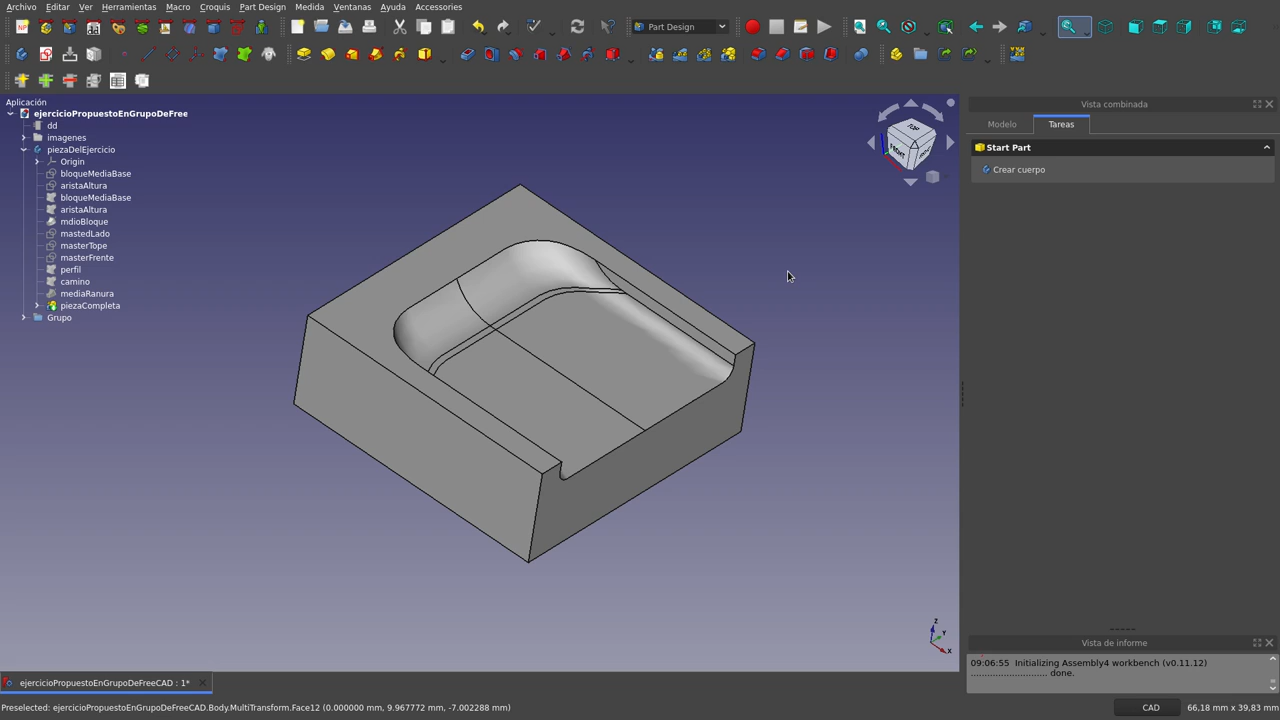 Archivo Editar Ver Herramientas Macro Croquis Part Design Medida Ventanas Ayuda Accessories
Part Design
Aplicación
ejercicioPropuestoEnGrupoDeFree
dd
imagenes
piezaDelEjercicio
Origin
bloqueMediaBase
aristaAltura
bloqueMediaBase
aristaAltura
mdioBloque
mastedLado
masterTope
masterFrente
perfil
camino
mediaRanura
piezaCompleta
Grupo
TOP
FRONT
Z
Y
X
Vista combinada
Modelo Tareas
Start Part
Crear cuerpo
Vista de informe
09:06:55 Initializing Assembly4 workbench (v0.11.12)
............................ done.
ejercicioPropuestoEnGrupoDeFreeCAD : 1*
Preselected: ejercicioPropuestoEnGrupoDeFreeCAD.Body.MultiTransform.Face12 (0.000000 mm, 9.967772 mm, -7.002288 mm)
CAD
66,18 mm x 39,83 mm